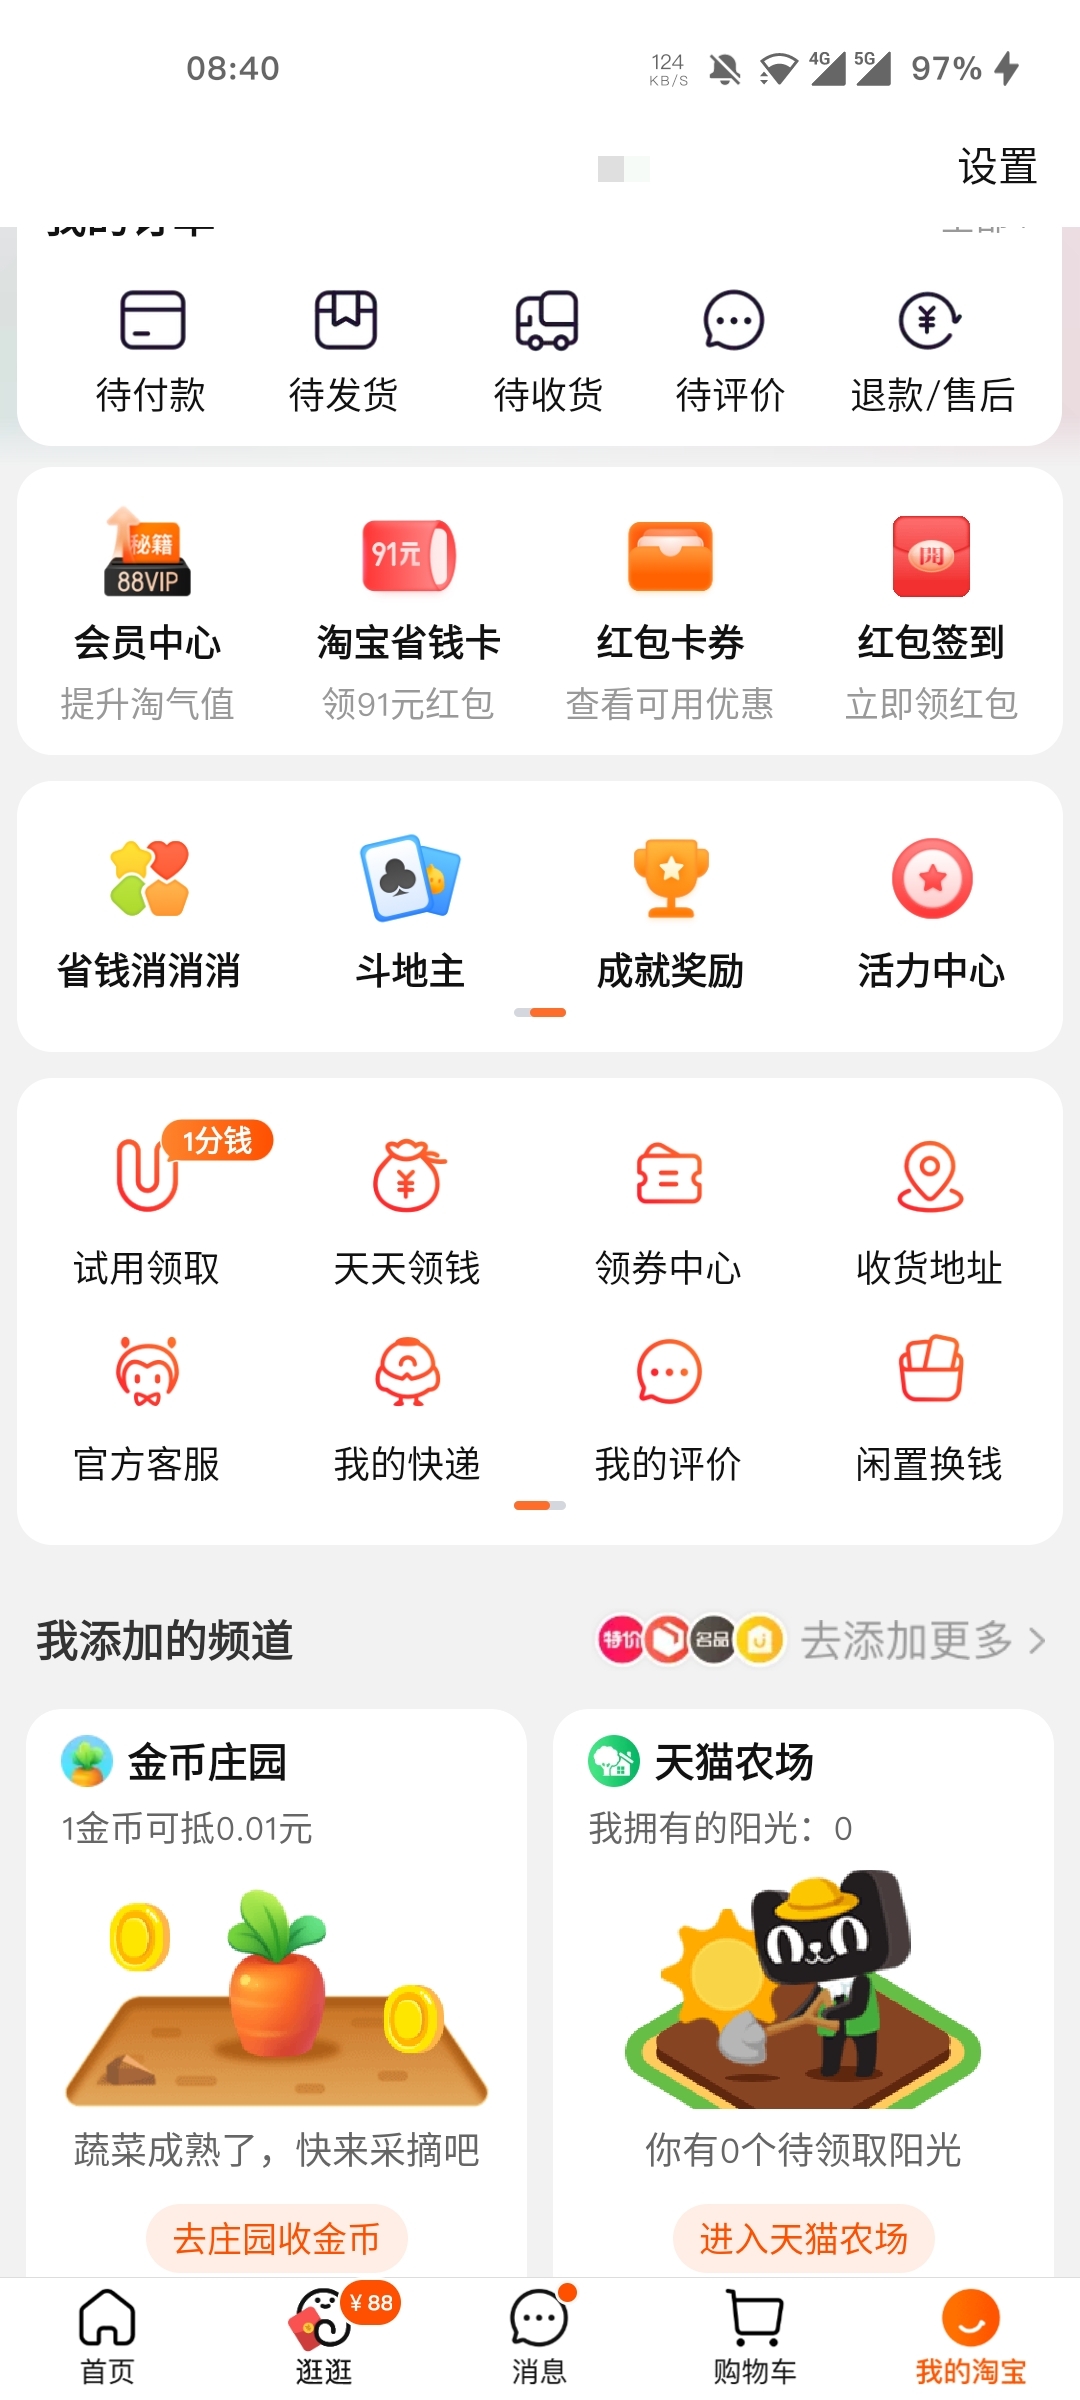 08:40
124 KB/S 4G 5G 97%
设置
我的订单
待付款 待发货 待收货 待评价 退款/售后
秘籍
88VIP 91元 開
会员中心 淘宝省钱卡 红包卡券 红包签到
提升淘气值 领91元红包 查看可用优惠 立即领红包
省钱消消消 斗地主 成就奖励 活力中心
1分钱
试用领取 天天领钱 领券中心 收货地址
官方客服 我的快递 我的评价 闲置换钱
我添加的频道 特价 名品 去添加更多
金币庄园 天猫农场
1金币可抵0.01元 我拥有的阳光：0
蔬菜成熟了，快来采摘吧 你有0个待领取阳光
去庄园收金币 进入天猫农场
¥88
首页 逛逛 消息 购物车 我的淘宝